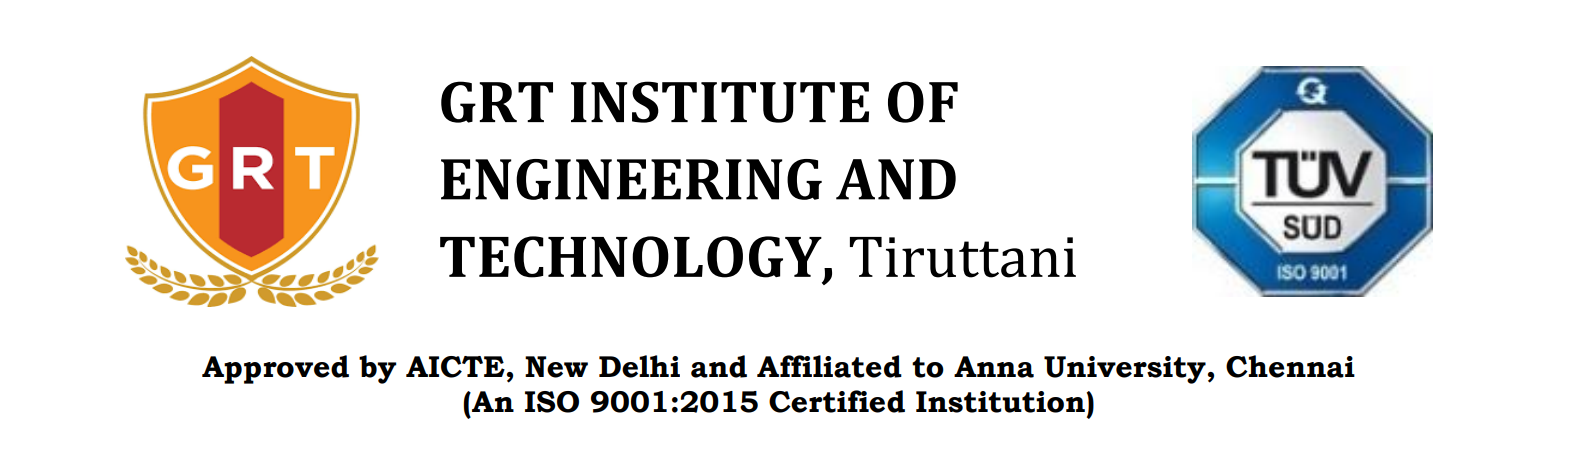 GRT
GRT INSTITUTE OF
ENGINEERING AND
TECHNOLOGY, Tiruttani
Q
TÜV
SÜD
ISO 9001
Approved by AICTE, New Delhi and Affiliated to Anna University, Chennai
(An ISO 9001:2015 Certified Institution)